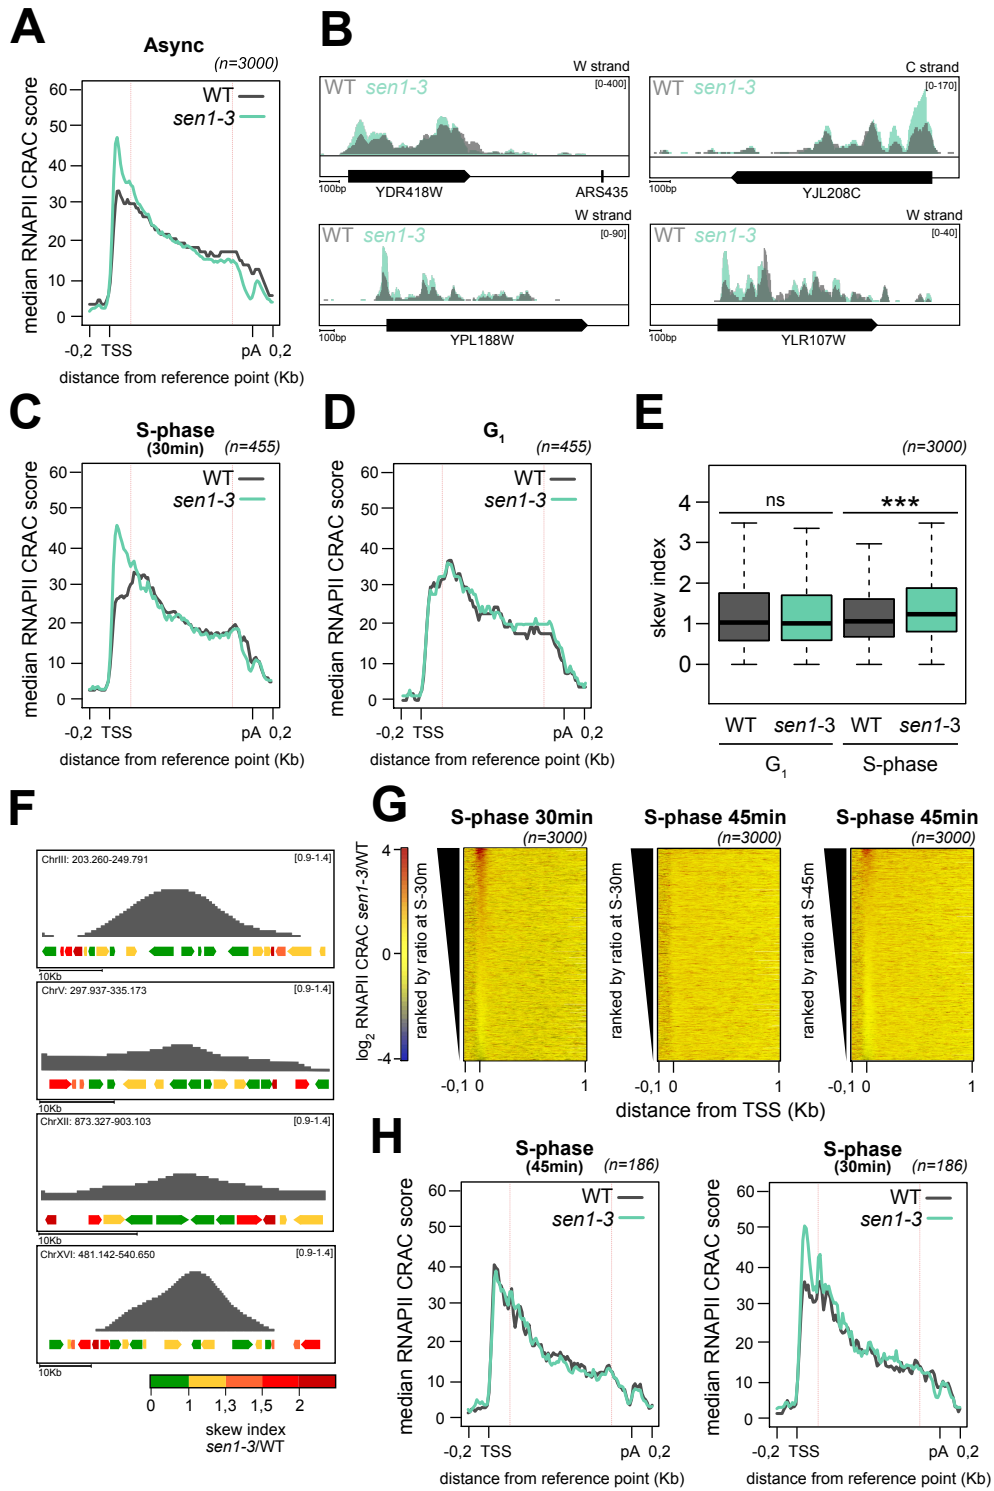 A
Async
(n=3000)
WT
sen1-3
median RNAPII CRAC score
60
50
40
30
20
10
0
-0,2 TSS pA 0,2
distance from reference point (Kb)
B
W strand
WT sen1-3
[0-400]
100bp
YDR418W
ARS435
C strand
WT sen1-3
[0-170]
100bp
YJL208C
W strand
WT sen1-3
[0-90]
100bp
YPL188W
W strand
WT sen1-3
[0-40]
100bp
YLR107W
C
S-phase
(30min)
(n=455)
WT
sen1-3
median RNAPII CRAC score
60
50
40
30
20
10
0
-0,2 TSS pA 0,2
distance from reference point (Kb)
D
G1
(n=455)
WT
sen1-3
median RNAPII CRAC score
60
50
40
30
20
10
0
-0,2 TSS pA 0,2
distance from reference point (Kb)
E
(n=3000)
ns
***
skew index
4
3
2
1
0
WT sen1-3 WT sen1-3
G1 S-phase
F
ChrIII: 203.260-249.791 [0.9-1.4]
10Kb
ChrV: 297.937-335.173 [0.9-1.4]
10Kb
ChrXII: 873.327-903.103 [0.9-1.4]
10Kb
ChrXVI: 481.142-540.650 [0.9-1.4]
10Kb
0 1 1,3 1,5 2
skew index
sen1-3/WT
G
log2 RNAPII CRAC sen1-3/WT
4
0
-4
S-phase 30min
(n=3000)
ranked by ratio at S-30m
-0,1 0 1
S-phase 45min
(n=3000)
ranked by ratio at S-30m
-0,1 0 1
S-phase 45min
(n=3000)
ranked by ratio at S-45m
-0,1 0 1
distance from TSS (Kb)
H
S-phase
(45min)
(n=186)
WT
sen1-3
median RNAPII CRAC score
60
50
40
30
20
10
0
-0,2 TSS pA 0,2
distance from reference point (Kb)
S-phase
(30min)
(n=186)
WT
sen1-3
median RNAPII CRAC score
60
50
40
30
20
10
0
-0,2 TSS pA 0,2
distance from reference point (Kb)